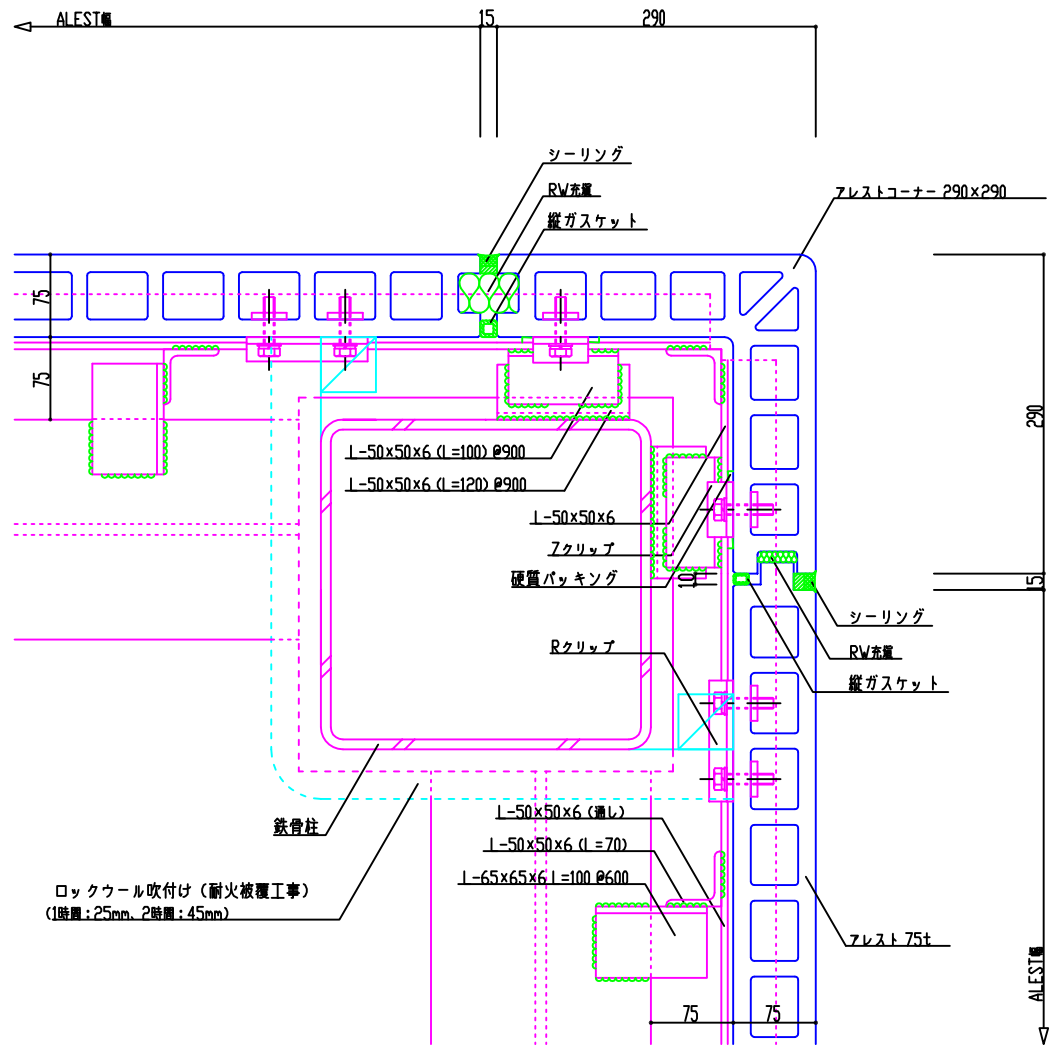 ALEST幅
15
290
シーリング
RW充填
縦ガスケット
アレストコーナー 290×290
75
75
L-50×50×6 (L=100) @900
L-50×50×6 (L=120) @900
L-50×50×6
Zクリップ
硬質パッキング
10
290
15
シーリング
RW充填
縦ガスケット
Rクリップ
鉄骨柱
L-50×50×6 (通し)
L-50×50×6 (L=70)
L-65×65×6 L=100 @600
ロックウール吹付け (耐火被覆工事)
(1時間:25mm、2時間:45mm)
アレスト 75t
ALEST幅
75
75